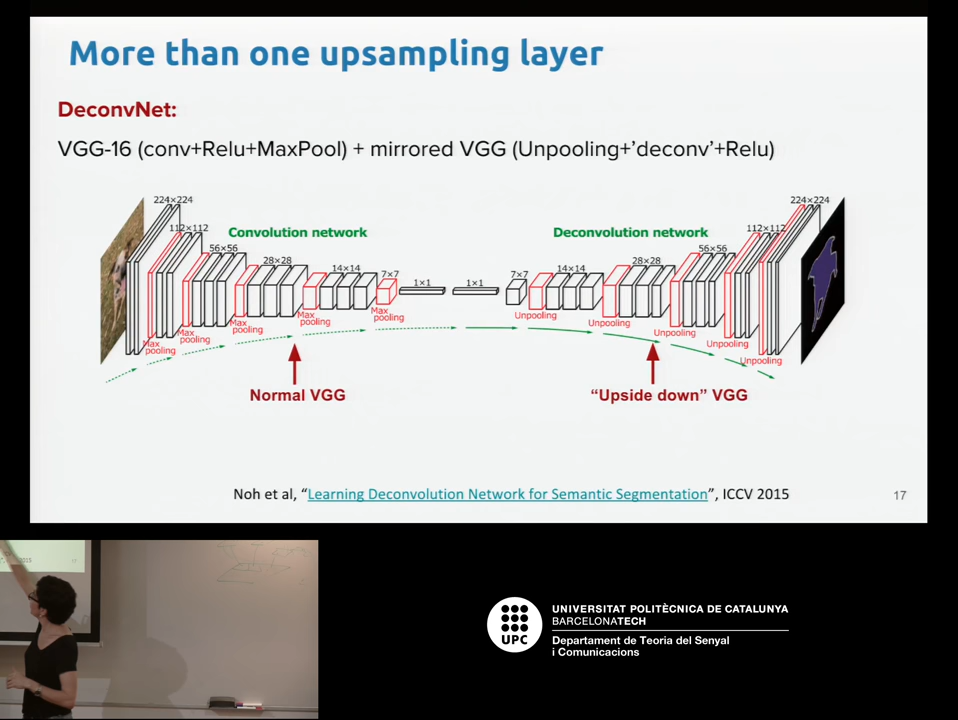 More than one upsampling layer
DeconvNet:
VGG-16 (conv+Relu+MaxPool) + mirrored VGG (Unpooling+’deconv’+Relu)
224×224
224×224
112×112
Convolution network
Deconvolution network
112×112
56×56
56×56
28×28
28×28
14×14
14×14
7×7
7×7
1×1
1×1
Max
pooling
Max
pooling
Max
pooling
Max
pooling
Max
pooling
Unpooling
Unpooling
Unpooling
Unpooling
Unpooling
Normal VGG
“Upside down” VGG
Noh et al, “Learning Deconvolution Network for Semantic Segmentation”, ICCV 2015
17
UPC
UNIVERSITAT POLITÈCNICA DE CATALUNYA
BARCELONATECH
Departament de Teoria del Senyal
i Comunicacions